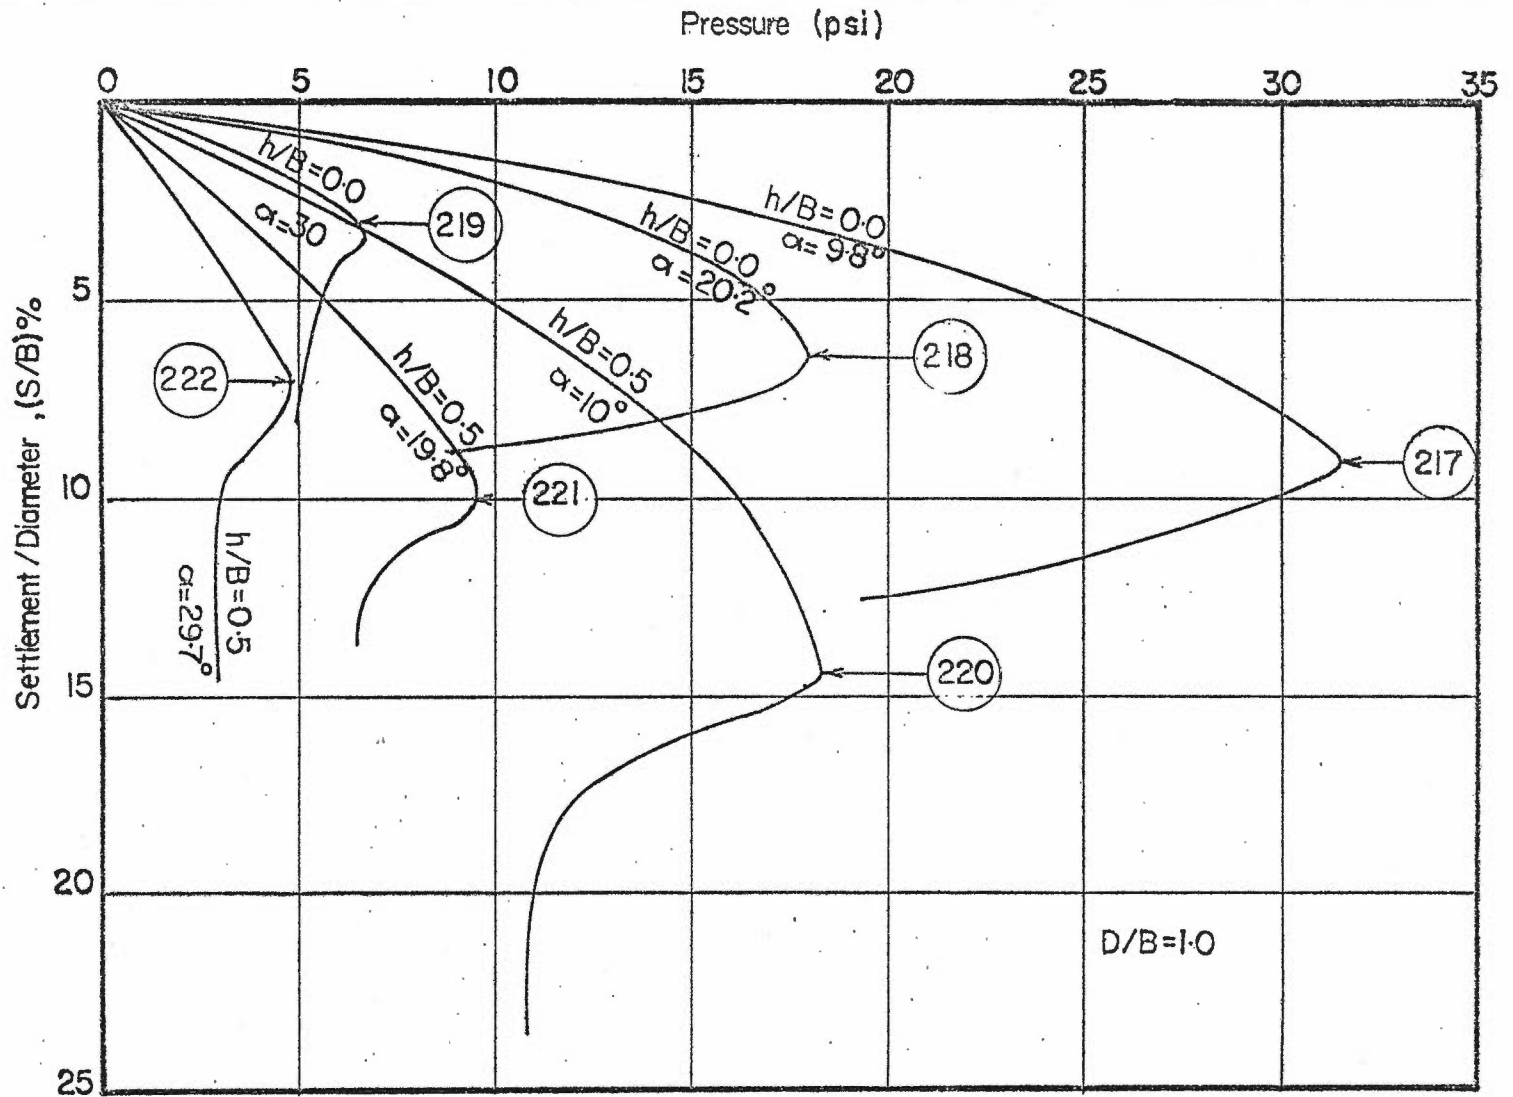 Pressure (psi)
0 5 10 15 20 25 30 35
Settlement/Diameter ,(S/B)%
5
10
15
20
25
h/B=0·0
α=30
219
h/B=0·0
α=20·2°
218
h/B=0·0
α=9·8°
217
h/B=0·5
α=10°
220
h/B=0·5
α=19·8°
221
222
h/B=0·5
α=29·7°
D/B=1·0